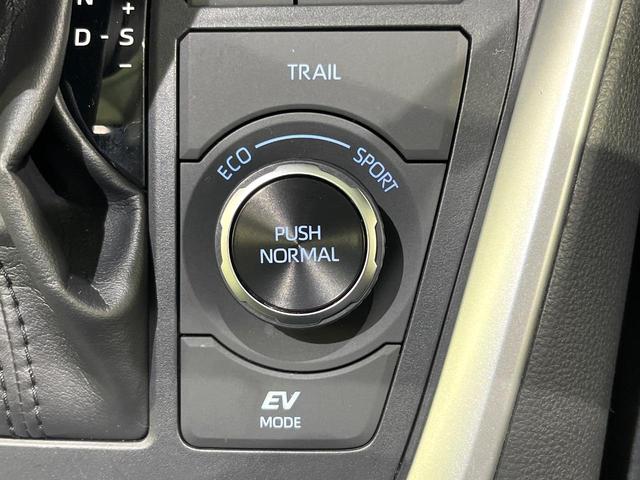 N
+
D - S
-
TRAIL
ECO SPORT
PUSH
NORMAL
EV
MODE